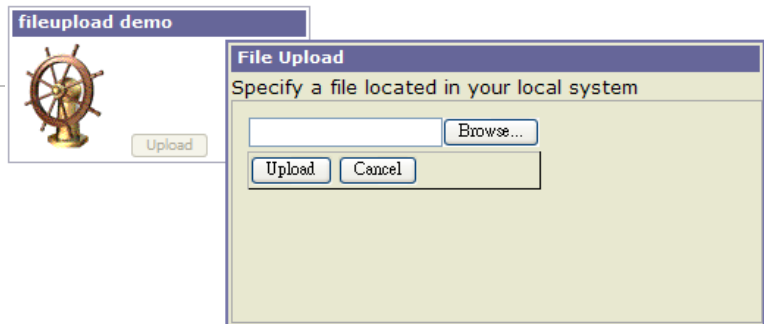 fileupload demo
Upload
File Upload
Specify a file located in your local system
Browse...
Upload Cancel